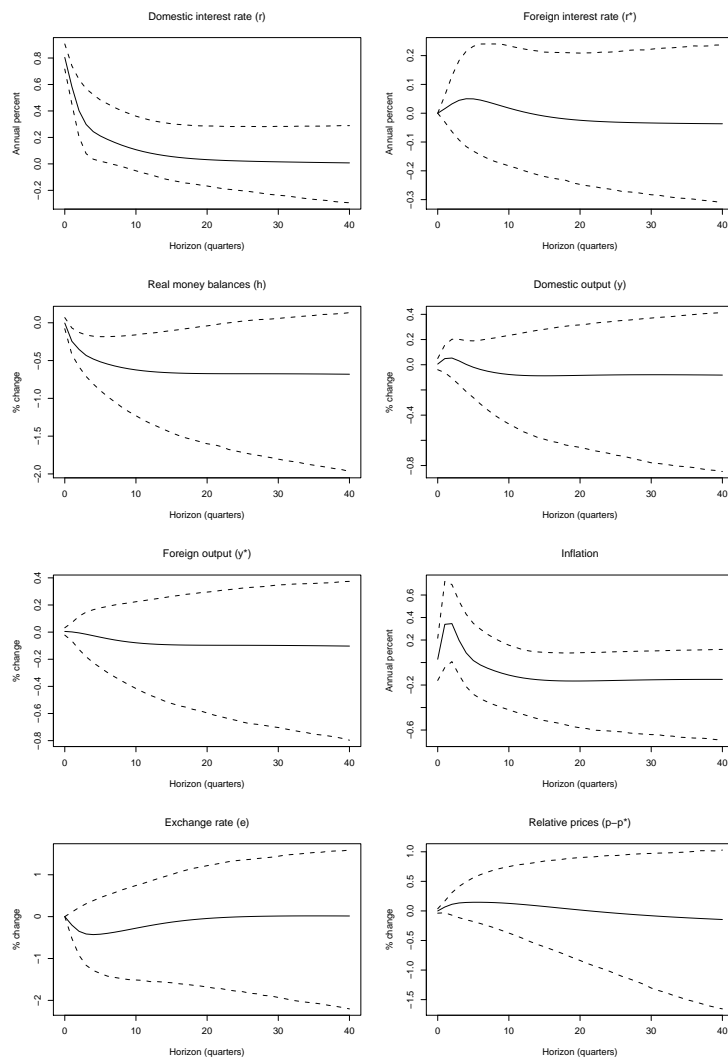 Domestic interest rate (r)
Annual percent
−0.2 0.0 0.2 0.4 0.6 0.8
0 10 20 30 40
Horizon (quarters)
Foreign interest rate (r*)
Annual percent
−0.3 −0.2 −0.1 0.0 0.1 0.2
0 10 20 30 40
Horizon (quarters)
Real money balances (h)
% change
−2.0 −1.5 −1.0 −0.5 0.0
0 10 20 30 40
Horizon (quarters)
Domestic output (y)
% change
−0.8 −0.4 0.0 0.2 0.4
0 10 20 30 40
Horizon (quarters)
Foreign output (y*)
% change
−0.8 −0.6 −0.4 −0.2 0.0 0.2 0.4
0 10 20 30 40
Horizon (quarters)
Inflation
Annual percent
−0.6 −0.2 0.2 0.4 0.6
0 10 20 30 40
Horizon (quarters)
Exchange rate (e)
% change
−2 −1 0 1
0 10 20 30 40
Horizon (quarters)
Relative prices (p−p*)
% change
−1.5 −1.0 −0.5 0.0 0.5 1.0
0 10 20 30 40
Horizon (quarters)